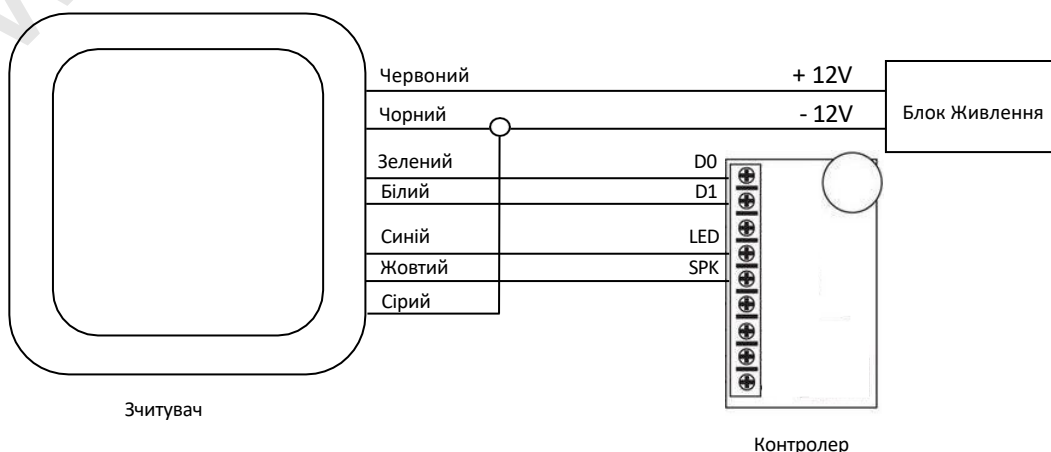 Червоний + 12V
Чорний - 12V Блок Живлення
Зелений D0
Білий D1
Синій LED
Жовтий SPK
Сірий
Зчитувач
Контролер